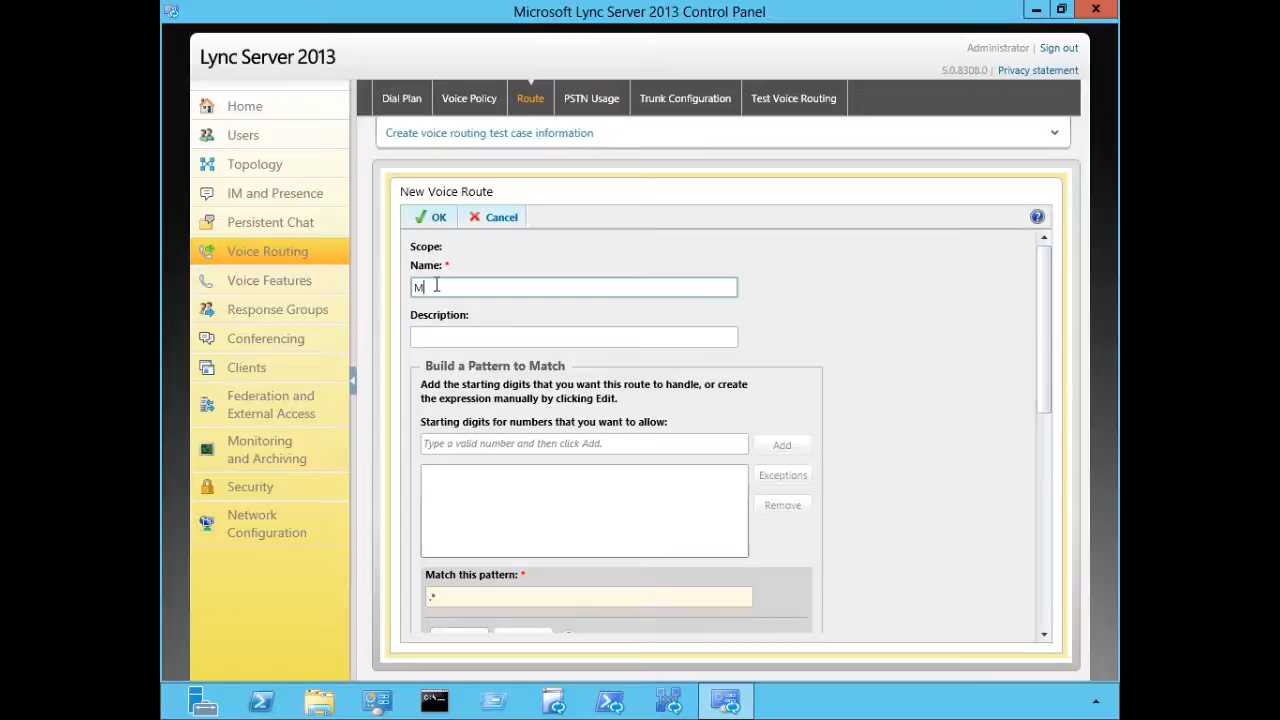 Microsoft Lync Server 2013 Control Panel
Lync Server 2013
Administrator | Sign out
5.0.8308.0 | Privacy statement
Home
Users
Topology
IM and Presence
Persistent Chat
Voice Routing
Voice Features
Response Groups
Conferencing
Clients
Federation and
External Access
Monitoring
and Archiving
Security
Network
Configuration
Dial Plan
Voice Policy
Route
PSTN Usage
Trunk Configuration
Test Voice Routing
Create voice routing test case information
New Voice Route
OK
Cancel
Scope:
Name: *
M
Description:
Build a Pattern to Match
Add the starting digits that you want this route to handle, or create
the expression manually by clicking Edit.
Starting digits for numbers that you want to allow:
Type a valid number and then click Add.
Add
Exceptions
Remove
Match this pattern: *
.*